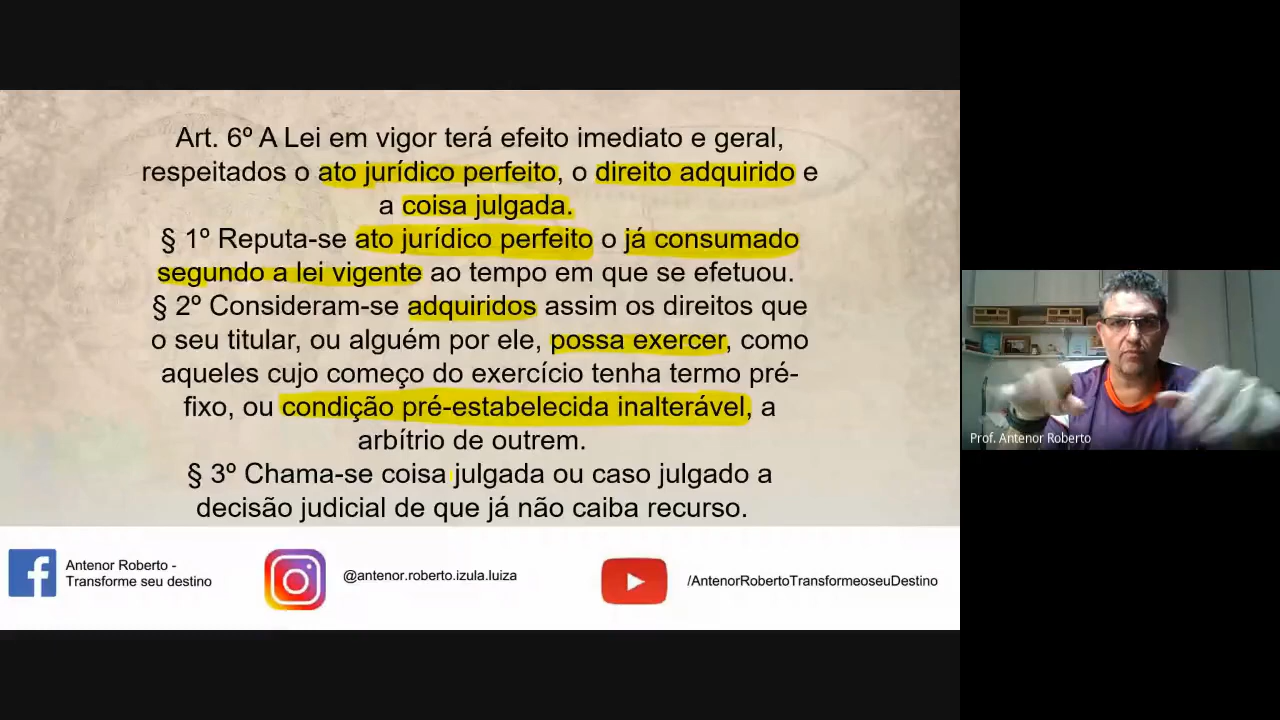 Art. 6º A Lei em vigor terá efeito imediato e geral,
respeitados o ato jurídico perfeito, o direito adquirido e
a coisa julgada.
§ 1º Reputa-se ato jurídico perfeito o já consumado
segundo a lei vigente ao tempo em que se efetuou.
§ 2º Consideram-se adquiridos assim os direitos que
o seu titular, ou alguém por ele, possa exercer, como
aqueles cujo começo do exercício tenha termo pré-
fixo, ou condição pré-estabelecida inalterável, a
arbítrio de outrem.
§ 3º Chama-se coisa julgada ou caso julgado a
decisão judicial de que já não caiba recurso.
Antenor Roberto -
Transforme seu destino
@antenor.roberto.izula.luiza
/AntenorRobertoTransformeoseuDestino
Prof. Antenor Roberto